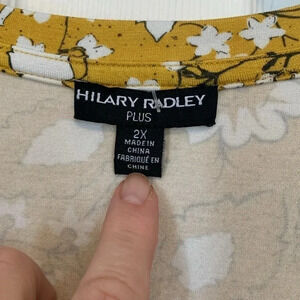 HILARY RADLEY
PLUS
2X
MADE IN
CHINA
FABRIQUÉ EN
CHINE